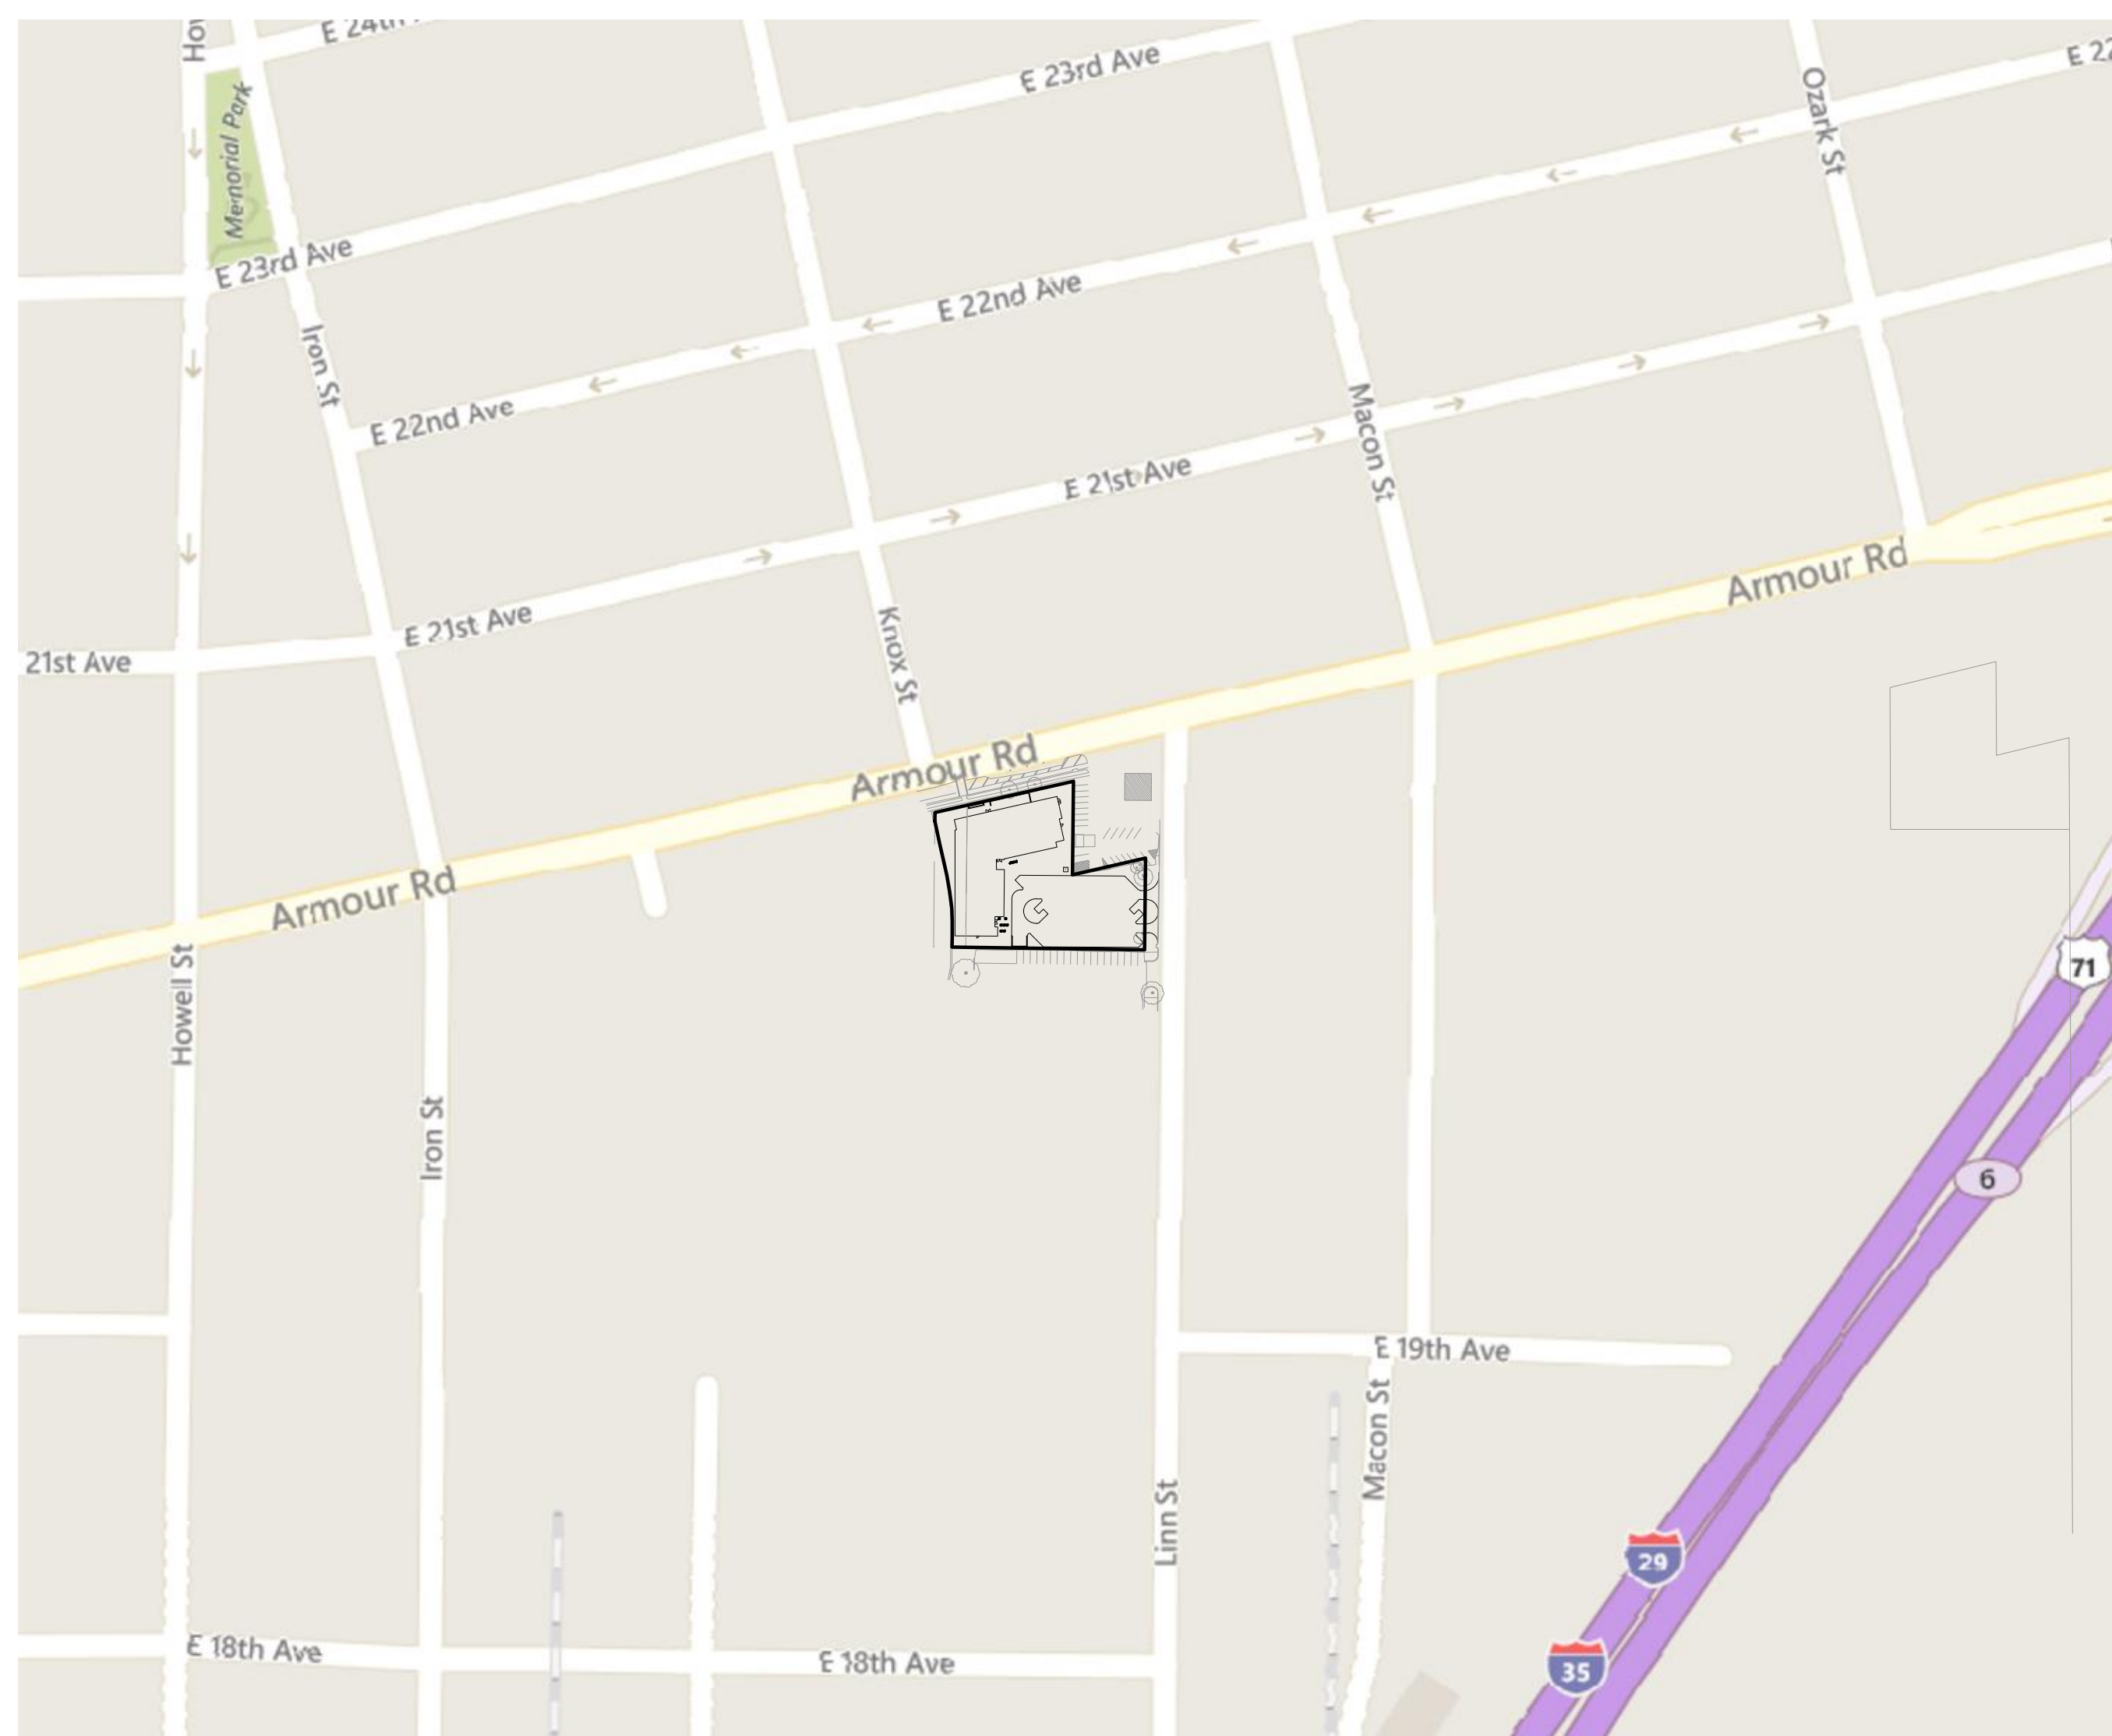 E 24th
E 23rd Ave
E 22
Ozark St
Memorial Park
E 23rd Ave
E 22nd Ave
Iron St
E 22nd Ave
Macon St
E 21st Ave
Armour Rd
E 21st Ave
Knox St
21st Ave
Armour Rd
Armour Rd
Howell St
71
Iron St
6
E 19th Ave
Macon St
Linn St
29
E 18th Ave
E 18th Ave
35